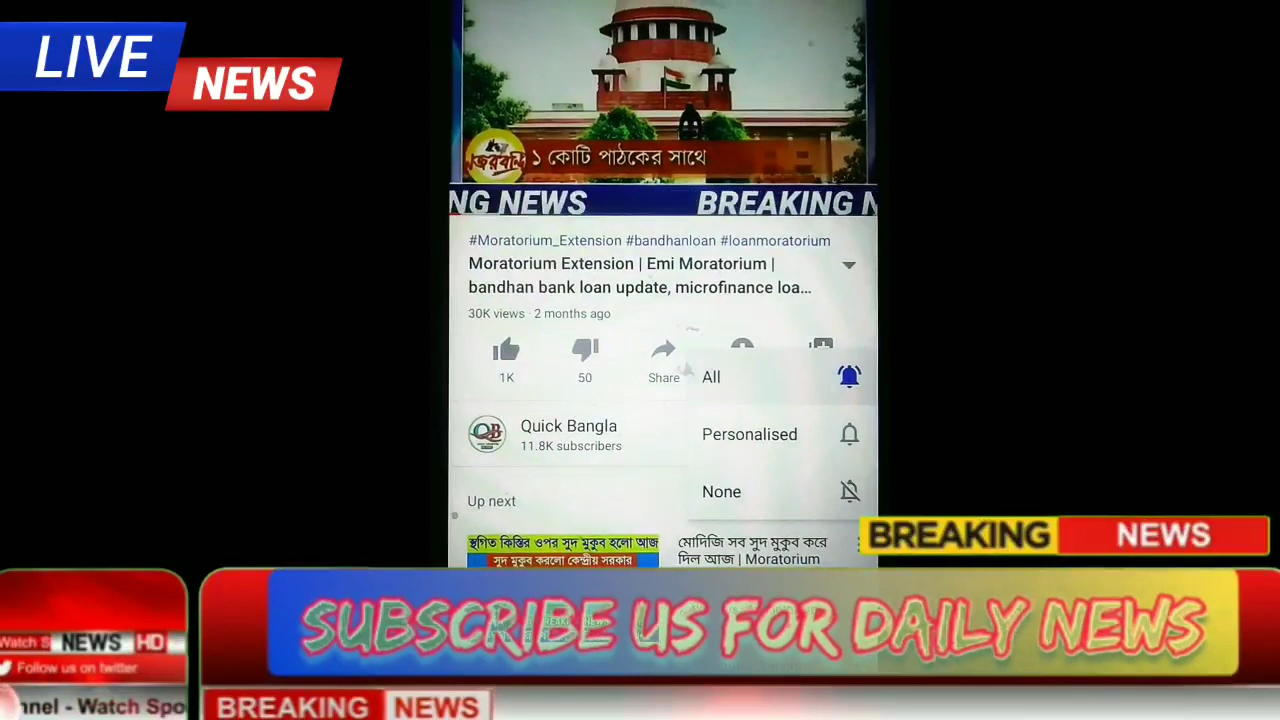 LIVE
NEWS
নজরবন্দি
১ কোটি পাঠকের সাথে
NG NEWS BREAKING N
#Moratorium_Extension #bandhanloan #loanmoratorium
Moratorium Extension | Emi Moratorium |
bandhan bank loan update, microfinance loa...
30K views · 2 months ago
1K 50 Share
All
Personalised
None
Quick Bangla
11.8K subscribers
Up next
স্থগিত কিস্তির ওপর সুদ মুকুব হলো আজ
সুদ মুকুব করলো কেন্দ্রীয় সরকার
মোদিজি সব সুদ মুকুব করে
দিল আজ | Moratorium
BREAKING NEWS
SUBSCRIBE US FOR DAILY NEWS
Watch S NEWS HD
Follow us on twitter
nnel - Watch Spo
BREAKING NEWS